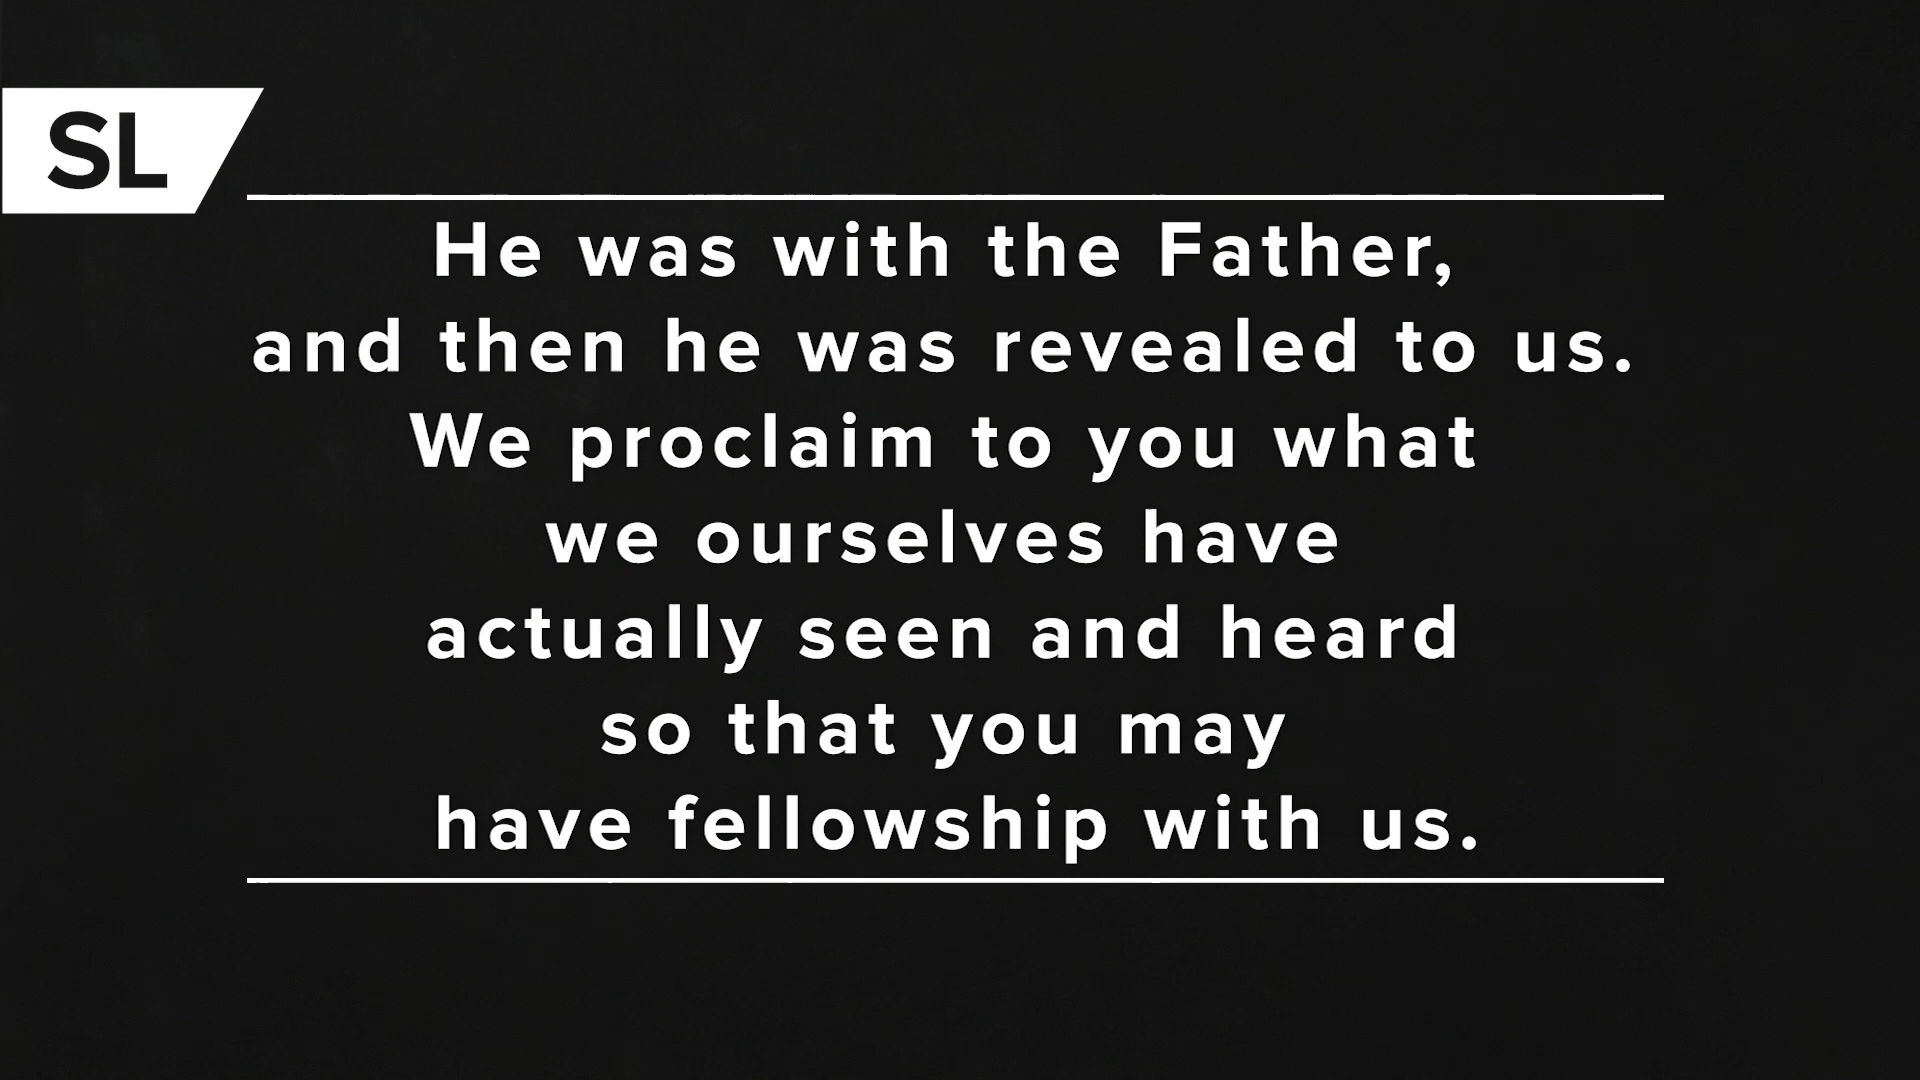 SL
He was with the Father,
and then he was revealed to us.
We proclaim to you what
we ourselves have
actually seen and heard
so that you may
have fellowship with us.